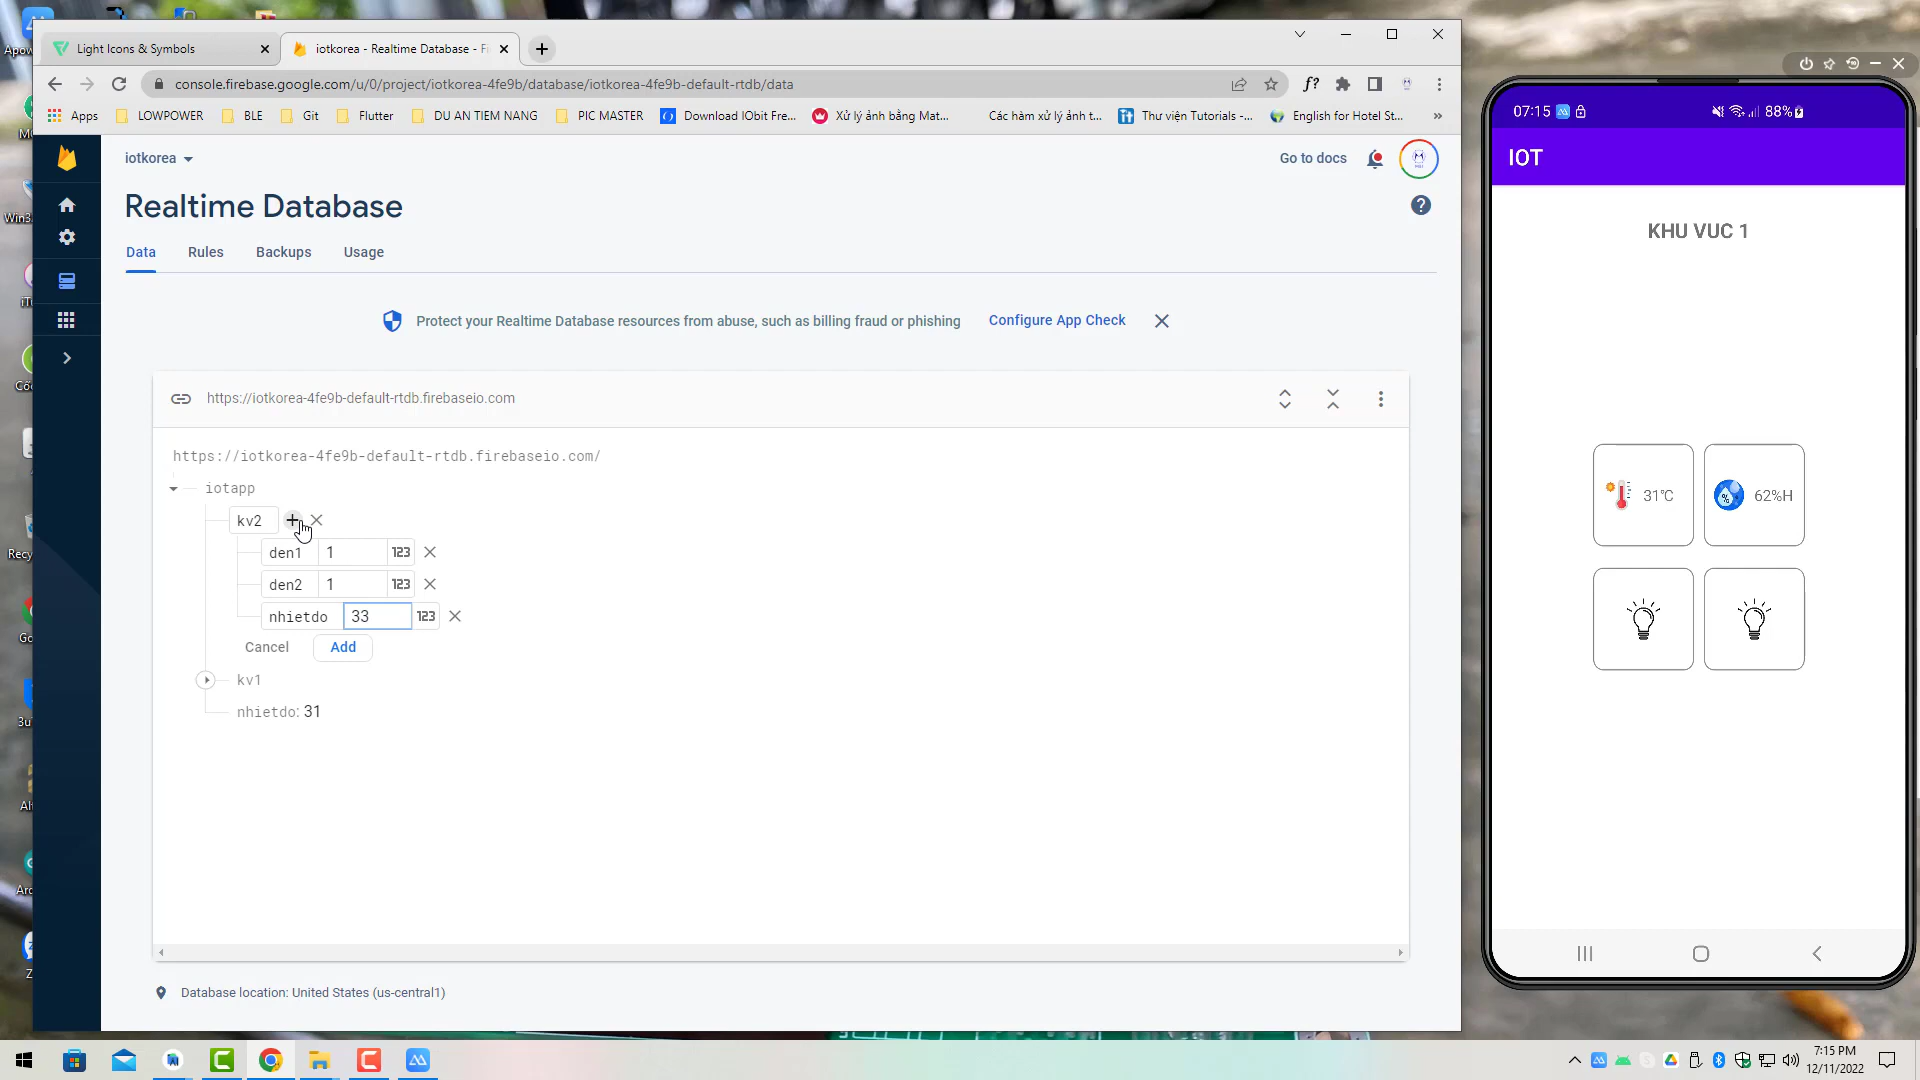 Light Icons & Symbols
iotkorea - Realtime Database - Fi
console.firebase.google.com/u/0/project/iotkorea-4fe9b/database/iotkorea-4fe9b-default-rtdb/data
Apps
LOWPOWER
BLE
Git
Flutter
DU AN TIEM NANG
PIC MASTER
Download IObit Fre...
Xử lý ảnh bằng Mat...
Các hàm xử lý ảnh t...
Thư viện Tutorials -...
English for Hotel St...
»
iotkorea
Go to docs
Realtime Database
Data
Rules
Backups
Usage
Protect your Realtime Database resources from abuse, such as billing fraud or phishing
Configure App Check
https://iotkorea-4fe9b-default-rtdb.firebaseio.com
https://iotkorea-4fe9b-default-rtdb.firebaseio.com/
iotapp
kv2
den1 1 123
den2 1 123
nhietdo 33 123
Cancel Add
kv1
nhietdo: 31
Database location: United States (us-central1)
07:15
88%
IOT
KHU VUC 1
31°C
62%H
7:15 PM
12/11/2022